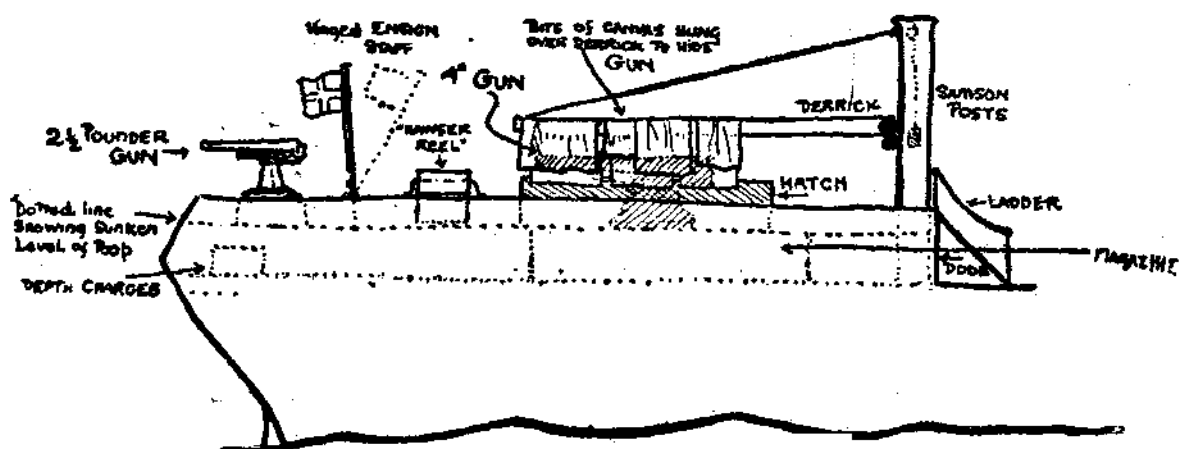 Hinged ENSIGN
STAFF
4" GUN
BITS OF CANVAS HUNG
OVER DERRICK TO HIDE
GUN
DERRICK
SAMSON
POSTS
2½ POUNDER
GUN
"HAWSER
REEL"
HATCH
LADDER
Dotted line
Showing Sunken
Level of Poop
DEPTH CHARGES
DOOR
MAGAZINE